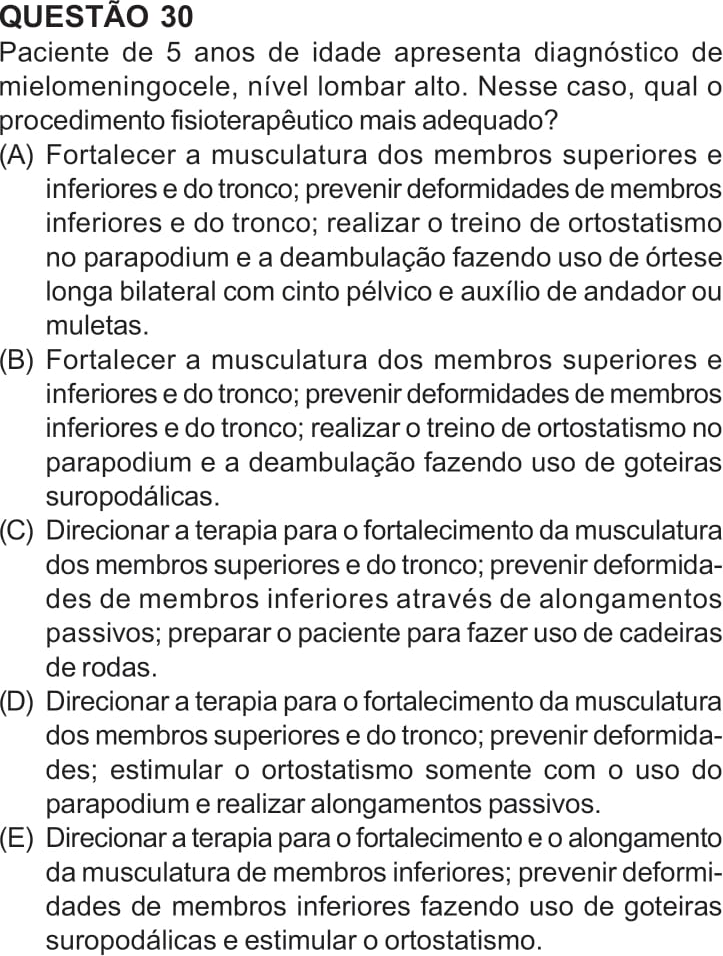 QUESTÃO 30
Paciente de 5 anos de idade apresenta diagnóstico de
mielomeningocele, nível lombar alto. Nesse caso, qual o
procedimento fisioterapêutico mais adequado?
(A) Fortalecer a musculatura dos membros superiores e
inferiores e do tronco; prevenir deformidades de membros
inferiores e do tronco; realizar o treino de ortostatismo
no parapodium e a deambulação fazendo uso de órtese
longa bilateral com cinto pélvico e auxílio de andador ou
muletas.
(B) Fortalecer a musculatura dos membros superiores e
inferiores e do tronco; prevenir deformidades de membros
inferiores e do tronco; realizar o treino de ortostatismo no
parapodium e a deambulação fazendo uso de goteiras
suropodálicas.
(C) Direcionar a terapia para o fortalecimento da musculatura
dos membros superiores e do tronco; prevenir deformida-
des de membros inferiores através de alongamentos
passivos; preparar o paciente para fazer uso de cadeiras
de rodas.
(D) Direcionar a terapia para o fortalecimento da musculatura
dos membros superiores e do tronco; prevenir deformida-
des; estimular o ortostatismo somente com o uso do
parapodium e realizar alongamentos passivos.
(E) Direcionar a terapia para o fortalecimento e o alongamento
da musculatura de membros inferiores; prevenir deformi-
dades de membros inferiores fazendo uso de goteiras
suropodálicas e estimular o ortostatismo.